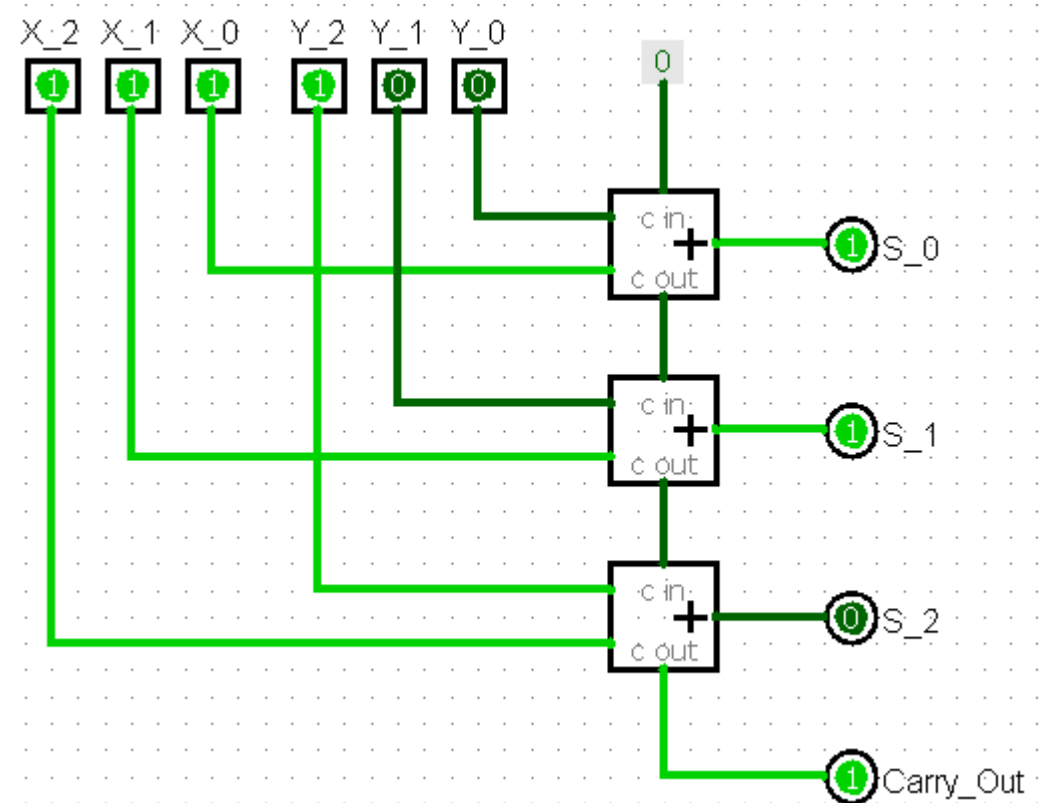 X_2 X_1 X_0 Y_2 Y_1 Y_0
1 1 1 1 0 0
0
c in
+
c out
1 S_0
c in
+
c out
1 S_1
c in
+
c out
0 S_2
1 Carry_Out